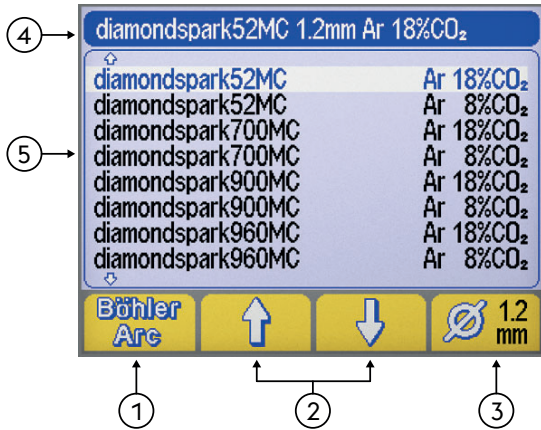 diamondspark52MC 1.2mm Ar 18%CO₂
diamondspark52MC Ar 18%CO₂
diamondspark52MC Ar 8%CO₂
diamondspark700MC Ar 18%CO₂
diamondspark700MC Ar 8%CO₂
diamondspark900MC Ar 18%CO₂
diamondspark900MC Ar 8%CO₂
diamondspark960MC Ar 18%CO₂
diamondspark960MC Ar 8%CO₂
Böhler
Arc
1.2
mm
4
5
1
2
3